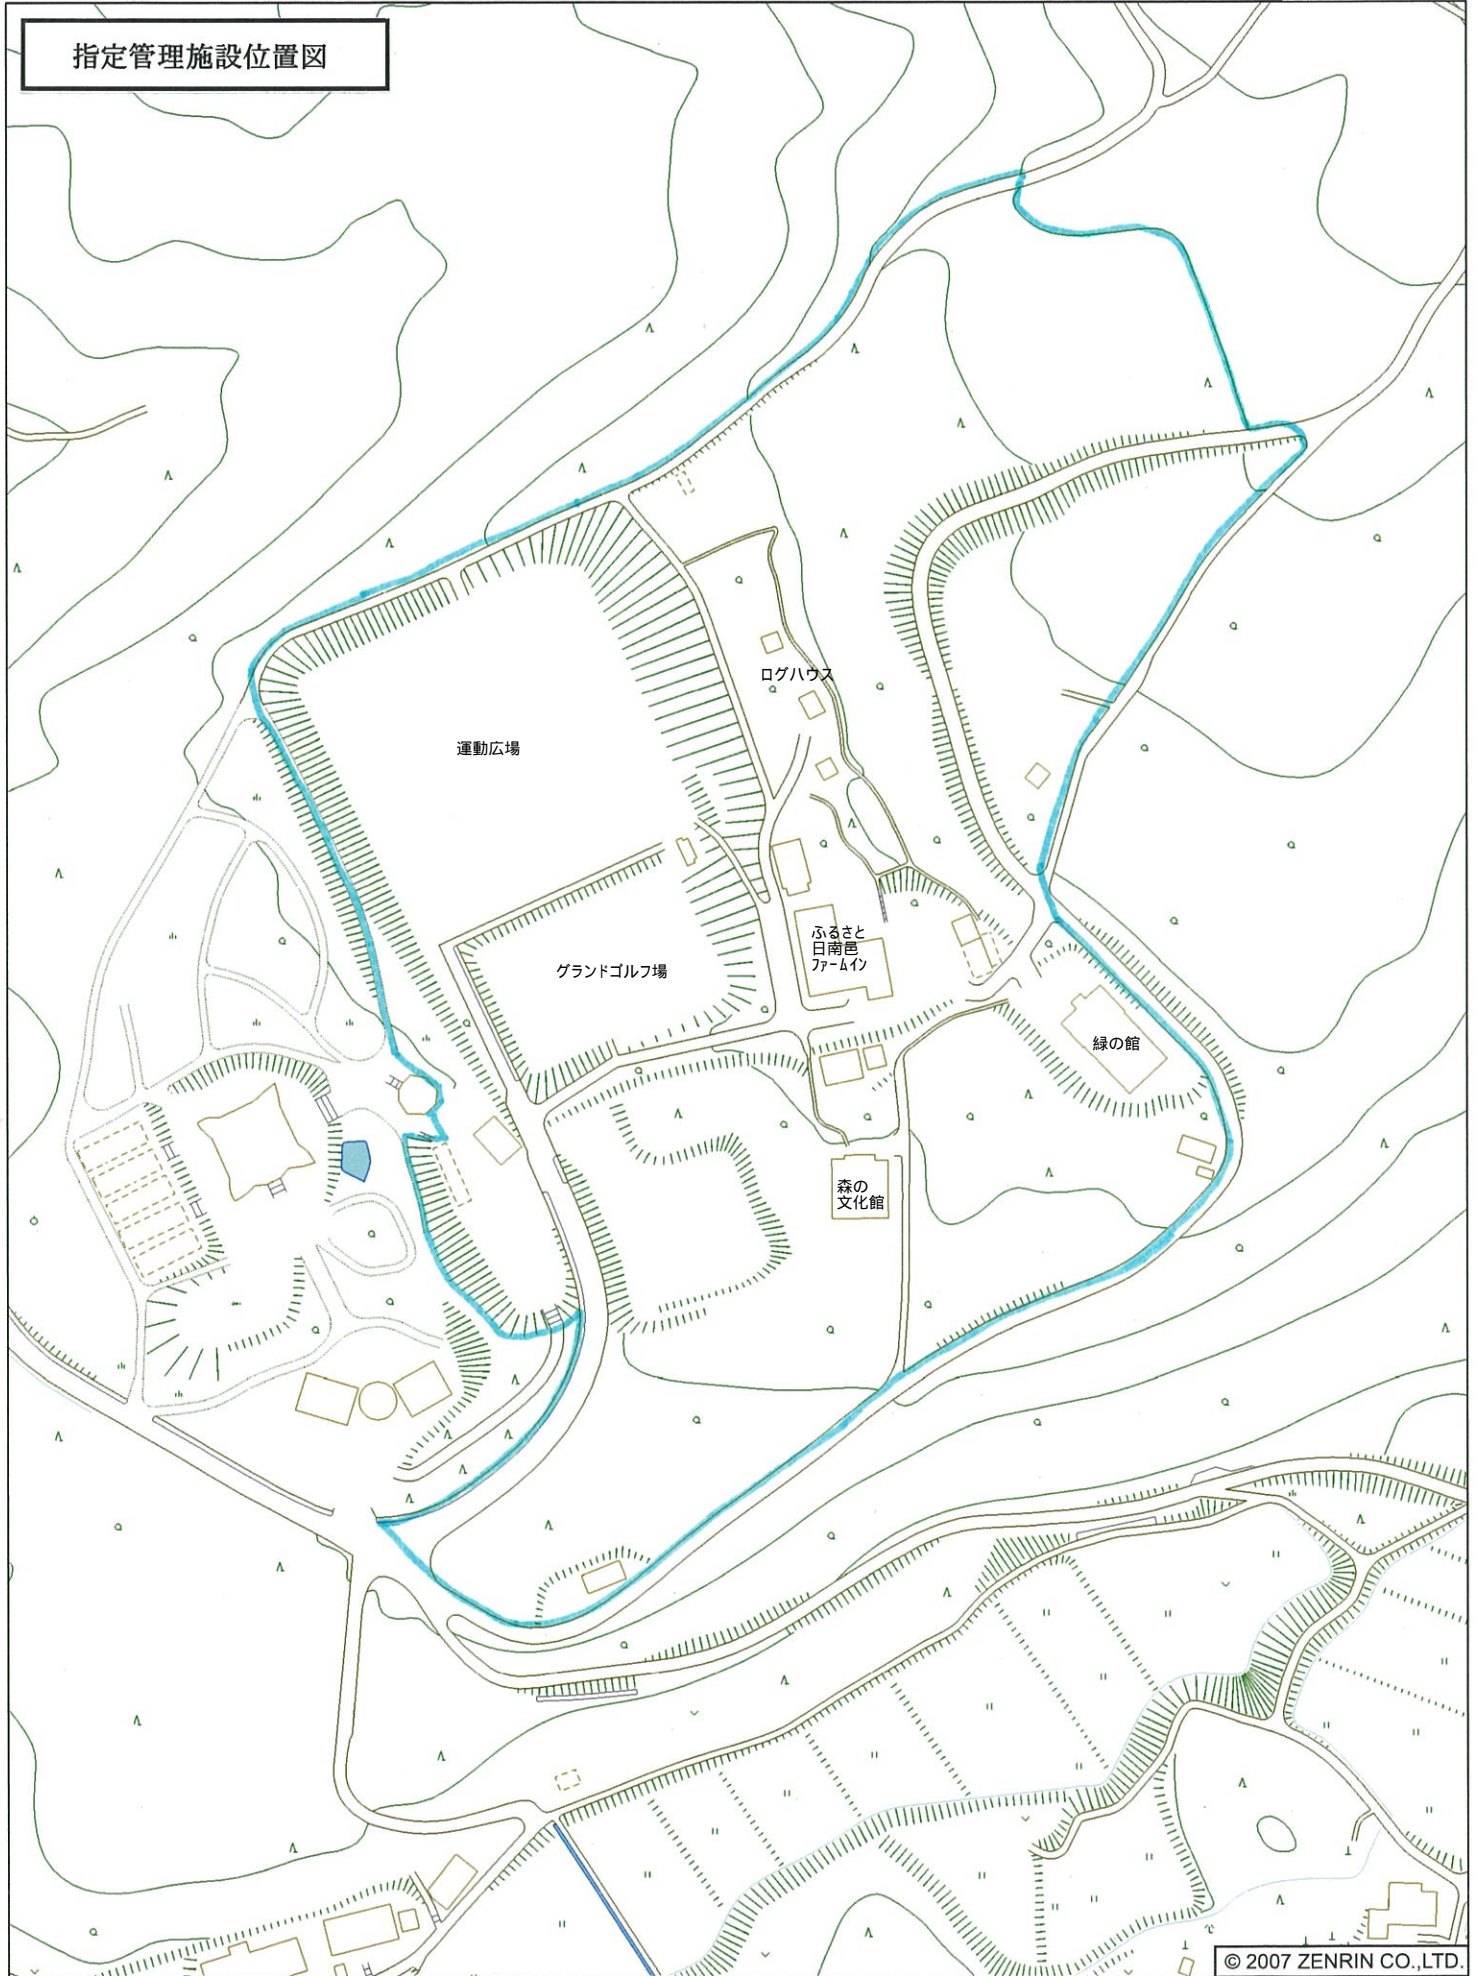 指定管理施設位置図
ログハウス
運動広場
ふるさと
日南邑
ファームイン
グランドゴルフ場
緑の館
森の
文化館
© 2007 ZENRIN CO.,LTD.